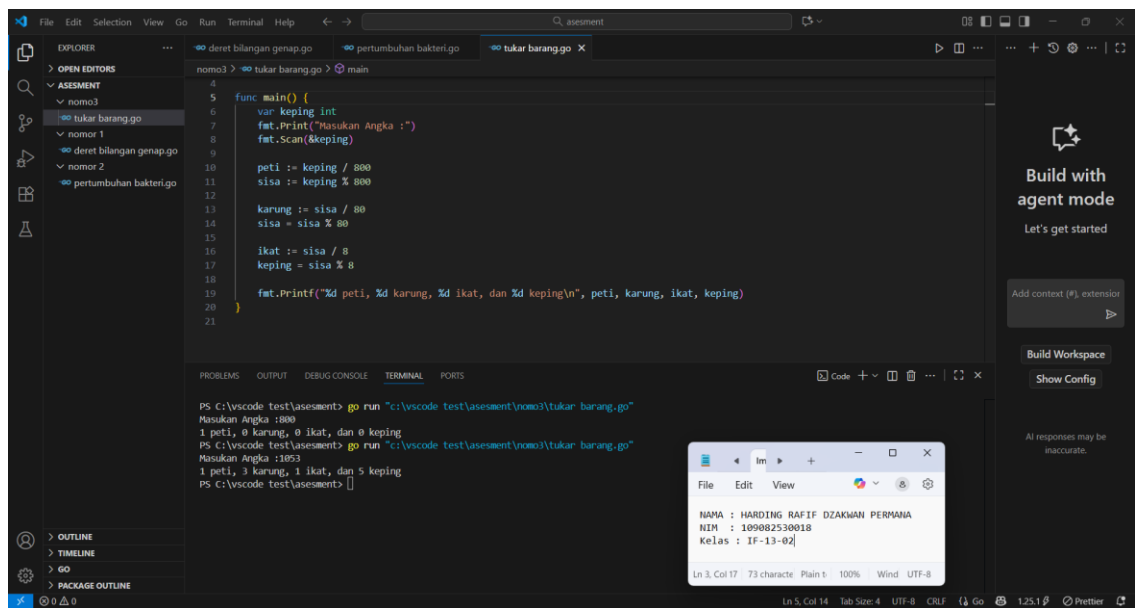 File Edit Selection View Go Run Terminal Help
asesment
EXPLORER
OPEN EDITORS
ASESMENT
nomo3
tukar barang.go
nomor 1
deret bilangan genap.go
nomor 2
pertumbuhan bakteri.go
OUTLINE
TIMELINE
GO
PACKAGE OUTLINE
deret bilangan genap.go pertumbuhan bakteri.go tukar barang.go
nomo3 > tukar barang.go > main
4
5 func main() {
6 var keping int
7 fmt.Print("Masukan Angka :")
8 fmt.Scan(&keping)
9
10 peti := keping / 800
11 sisa := keping % 800
12
13 karung := sisa / 80
14 sisa = sisa % 80
15
16 ikat := sisa / 8
17 keping = sisa % 8
18
19 fmt.Printf("%d peti, %d karung, %d ikat, dan %d keping\n", peti, karung, ikat, keping)
20 }
21
PROBLEMS OUTPUT DEBUG CONSOLE TERMINAL PORTS
Code
PS C:\vscode test\asesment> go run "c:\vscode test\asesment\nomo3\tukar barang.go"
Masukan Angka :800
1 peti, 0 karung, 0 ikat, dan 0 keping
PS C:\vscode test\asesment> go run "c:\vscode test\asesment\nomo3\tukar barang.go"
Masukan Angka :1053
1 peti, 3 karung, 1 ikat, dan 5 keping
PS C:\vscode test\asesment>
Build with
agent mode
Let's get started
Add context (#), extension
Build Workspace
Show Config
AI responses may be
inaccurate.
Im
File Edit View
NAMA : HARDING RAFIF DZAKWAN PERMANA
NIM : 109082530018
Kelas : IF-13-02
Ln 3, Col 17 73 characte Plain t 100% Wind UTF-8
0 0 Ln 5, Col 14 Tab Size: 4 UTF-8 CRLF Go 1.25.1 Prettier